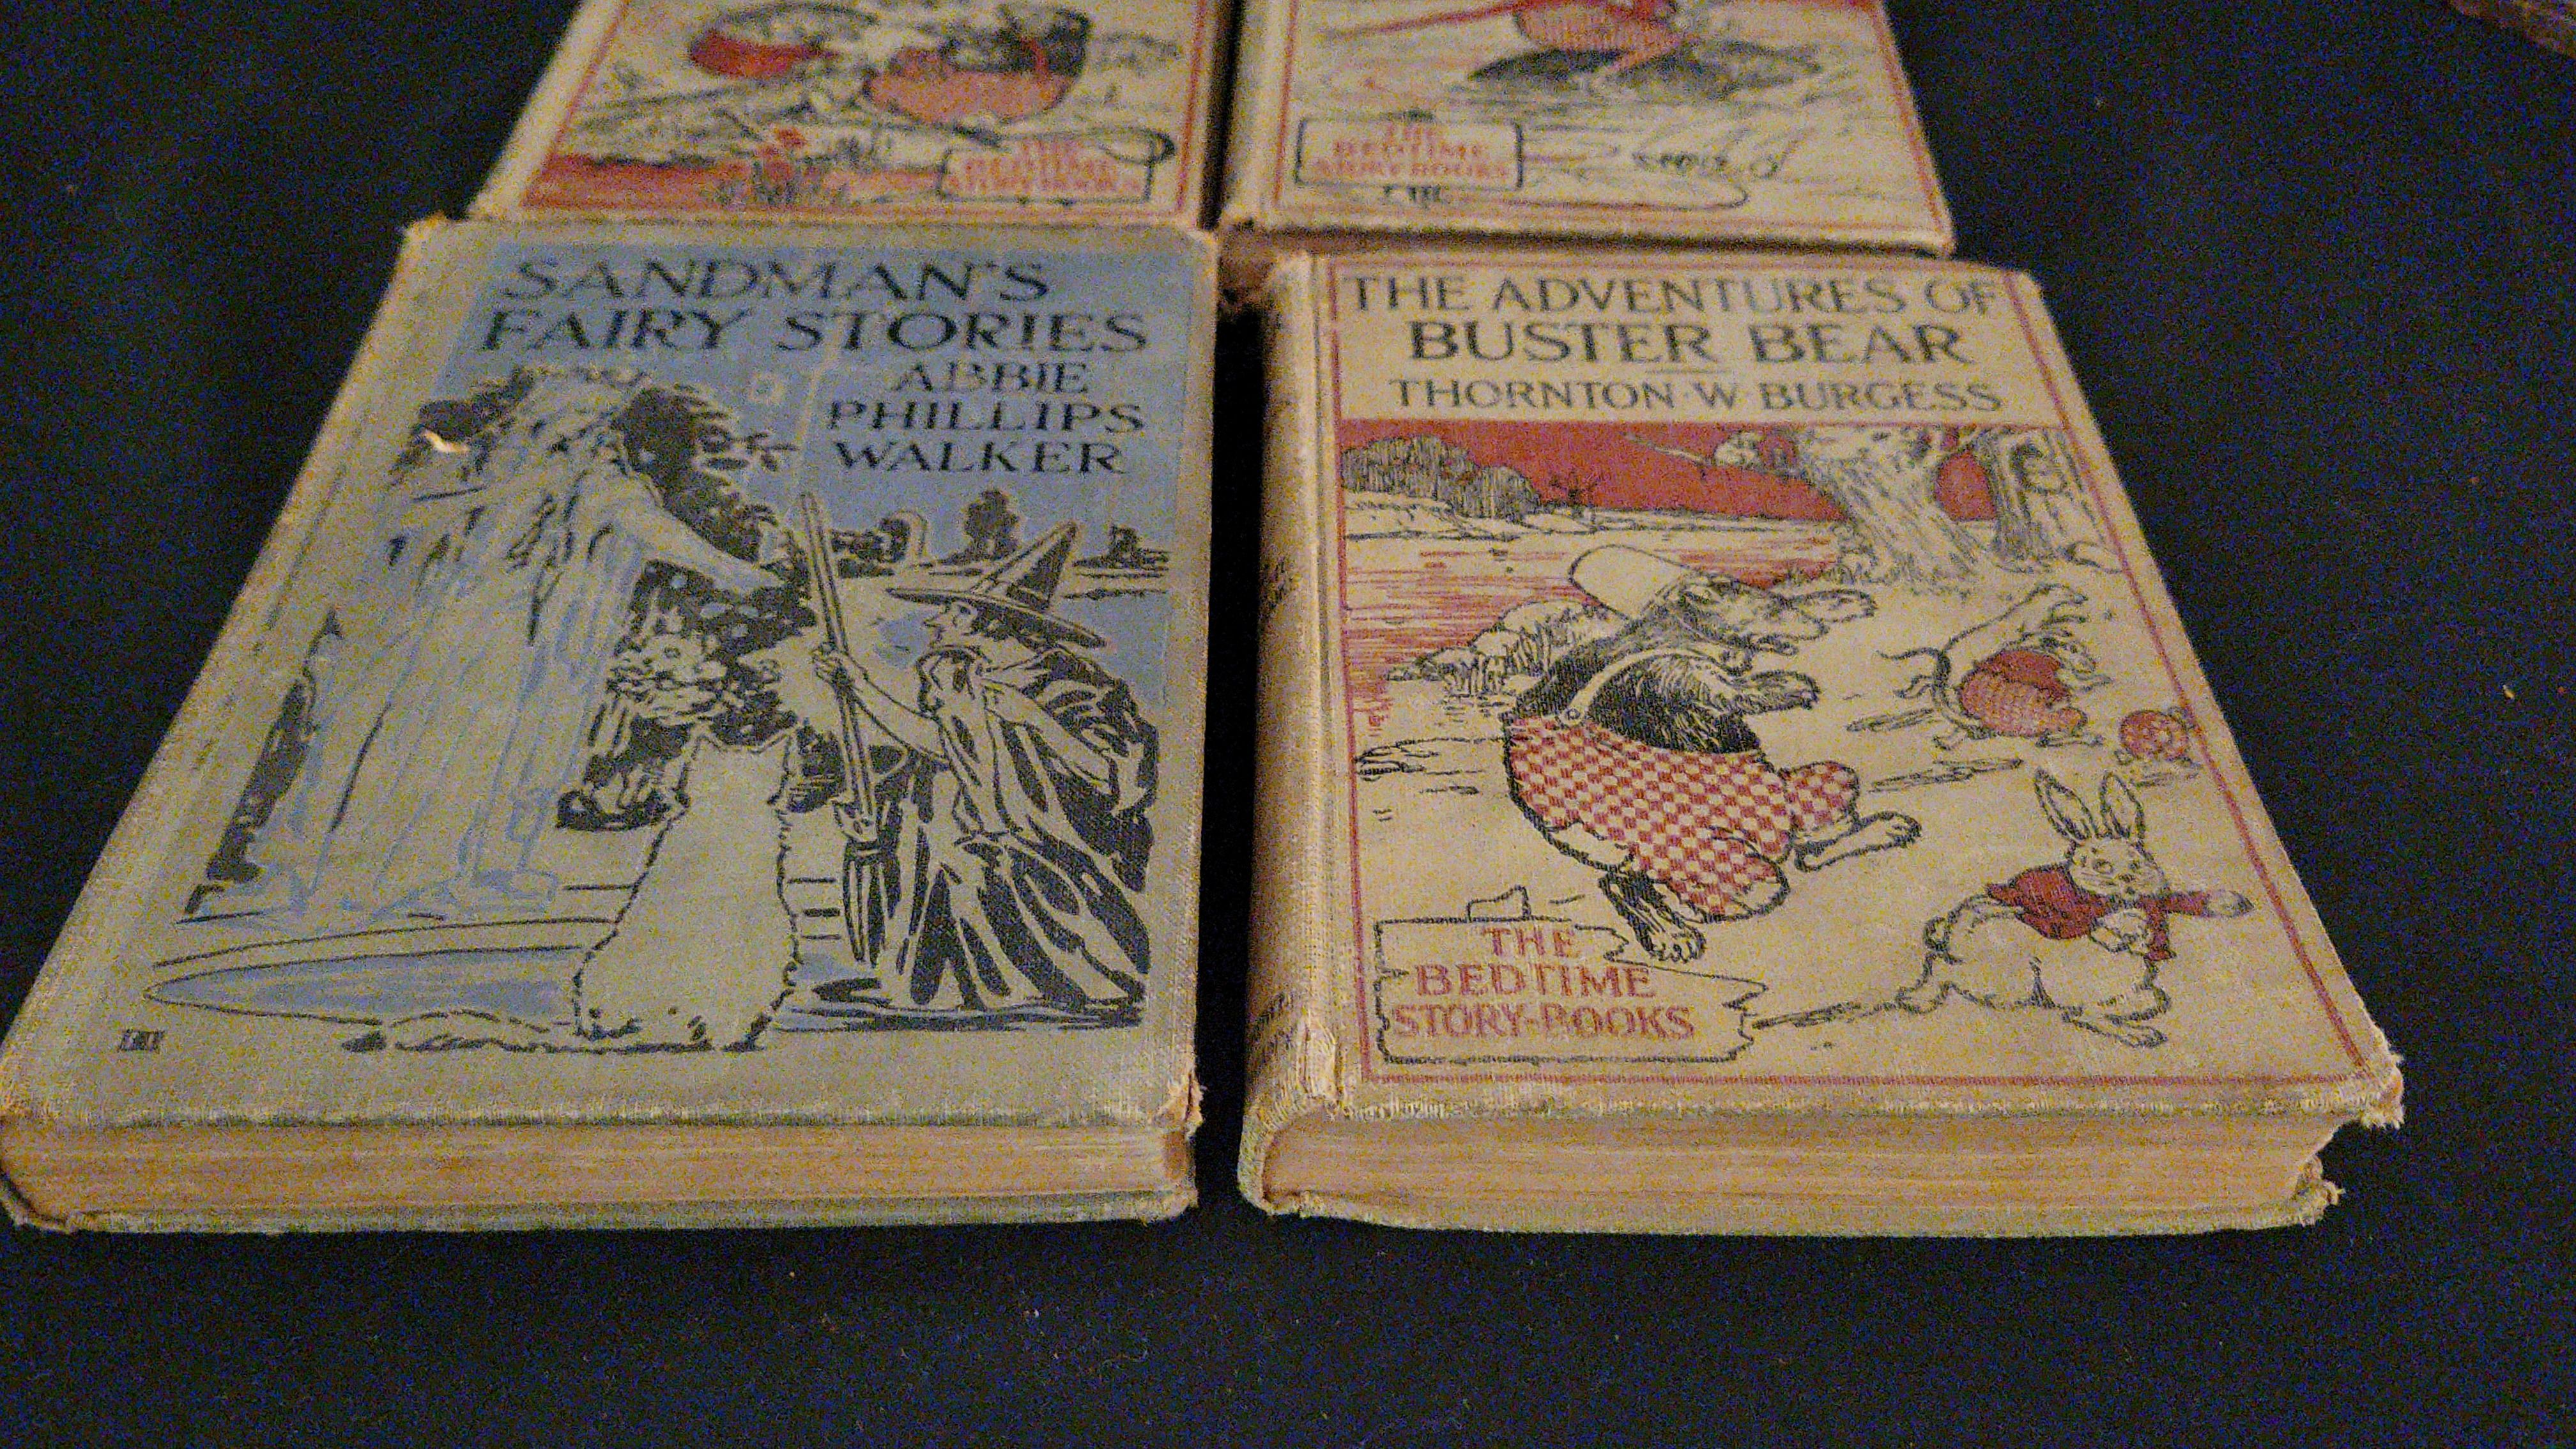 THE
BEDTIME
STORY-BOOKS
THE
BEDTIME
STORY-BOOKS
SANDMAN'S
FAIRY STORIES
ABBIE
PHILLIPS
WALKER
THE ADVENTURES OF
BUSTER BEAR
THORNTON·W·BURGESS
THE
BEDTIME
STORY-BOOKS